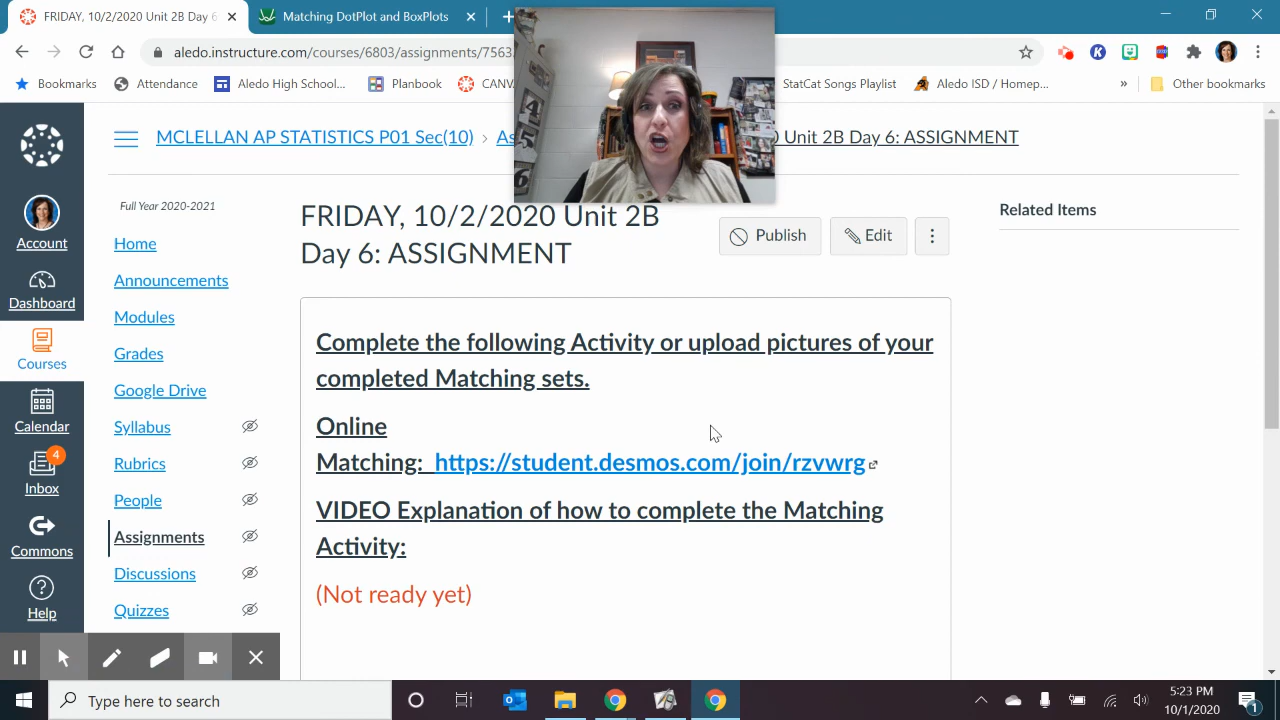 FRIDAY, 10/2/2020 Unit 2B Day 6
Matching DotPlot and BoxPlots
aledo.instructure.com/courses/6803/assignments/7563
Bookmarks
Attendance
Aledo High School...
Planbook
StatCat Songs Playlist
Aledo ISD / Homep...
»
Other bookmarks
MCLELLAN AP STATISTICS P01 Sec(10) › As
Unit 2B Day 6: ASSIGNMENT
Account
Dashboard
Courses
Calendar
4
Inbox
Commons
Help
Full Year 2020-2021
Home
Announcements
Modules
Grades
Google Drive
Syllabus
Rubrics
People
Assignments
Discussions
Quizzes
FRIDAY, 10/2/2020 Unit 2B
Day 6: ASSIGNMENT
Publish
Edit
Related Items
Complete the following Activity or upload pictures of your
completed Matching sets.
Online
Matching: https://student.desmos.com/join/rzvwrg
VIDEO Explanation of how to complete the Matching
Activity:
(Not ready yet)
Type here to search
5:23 PM
10/1/2020
1